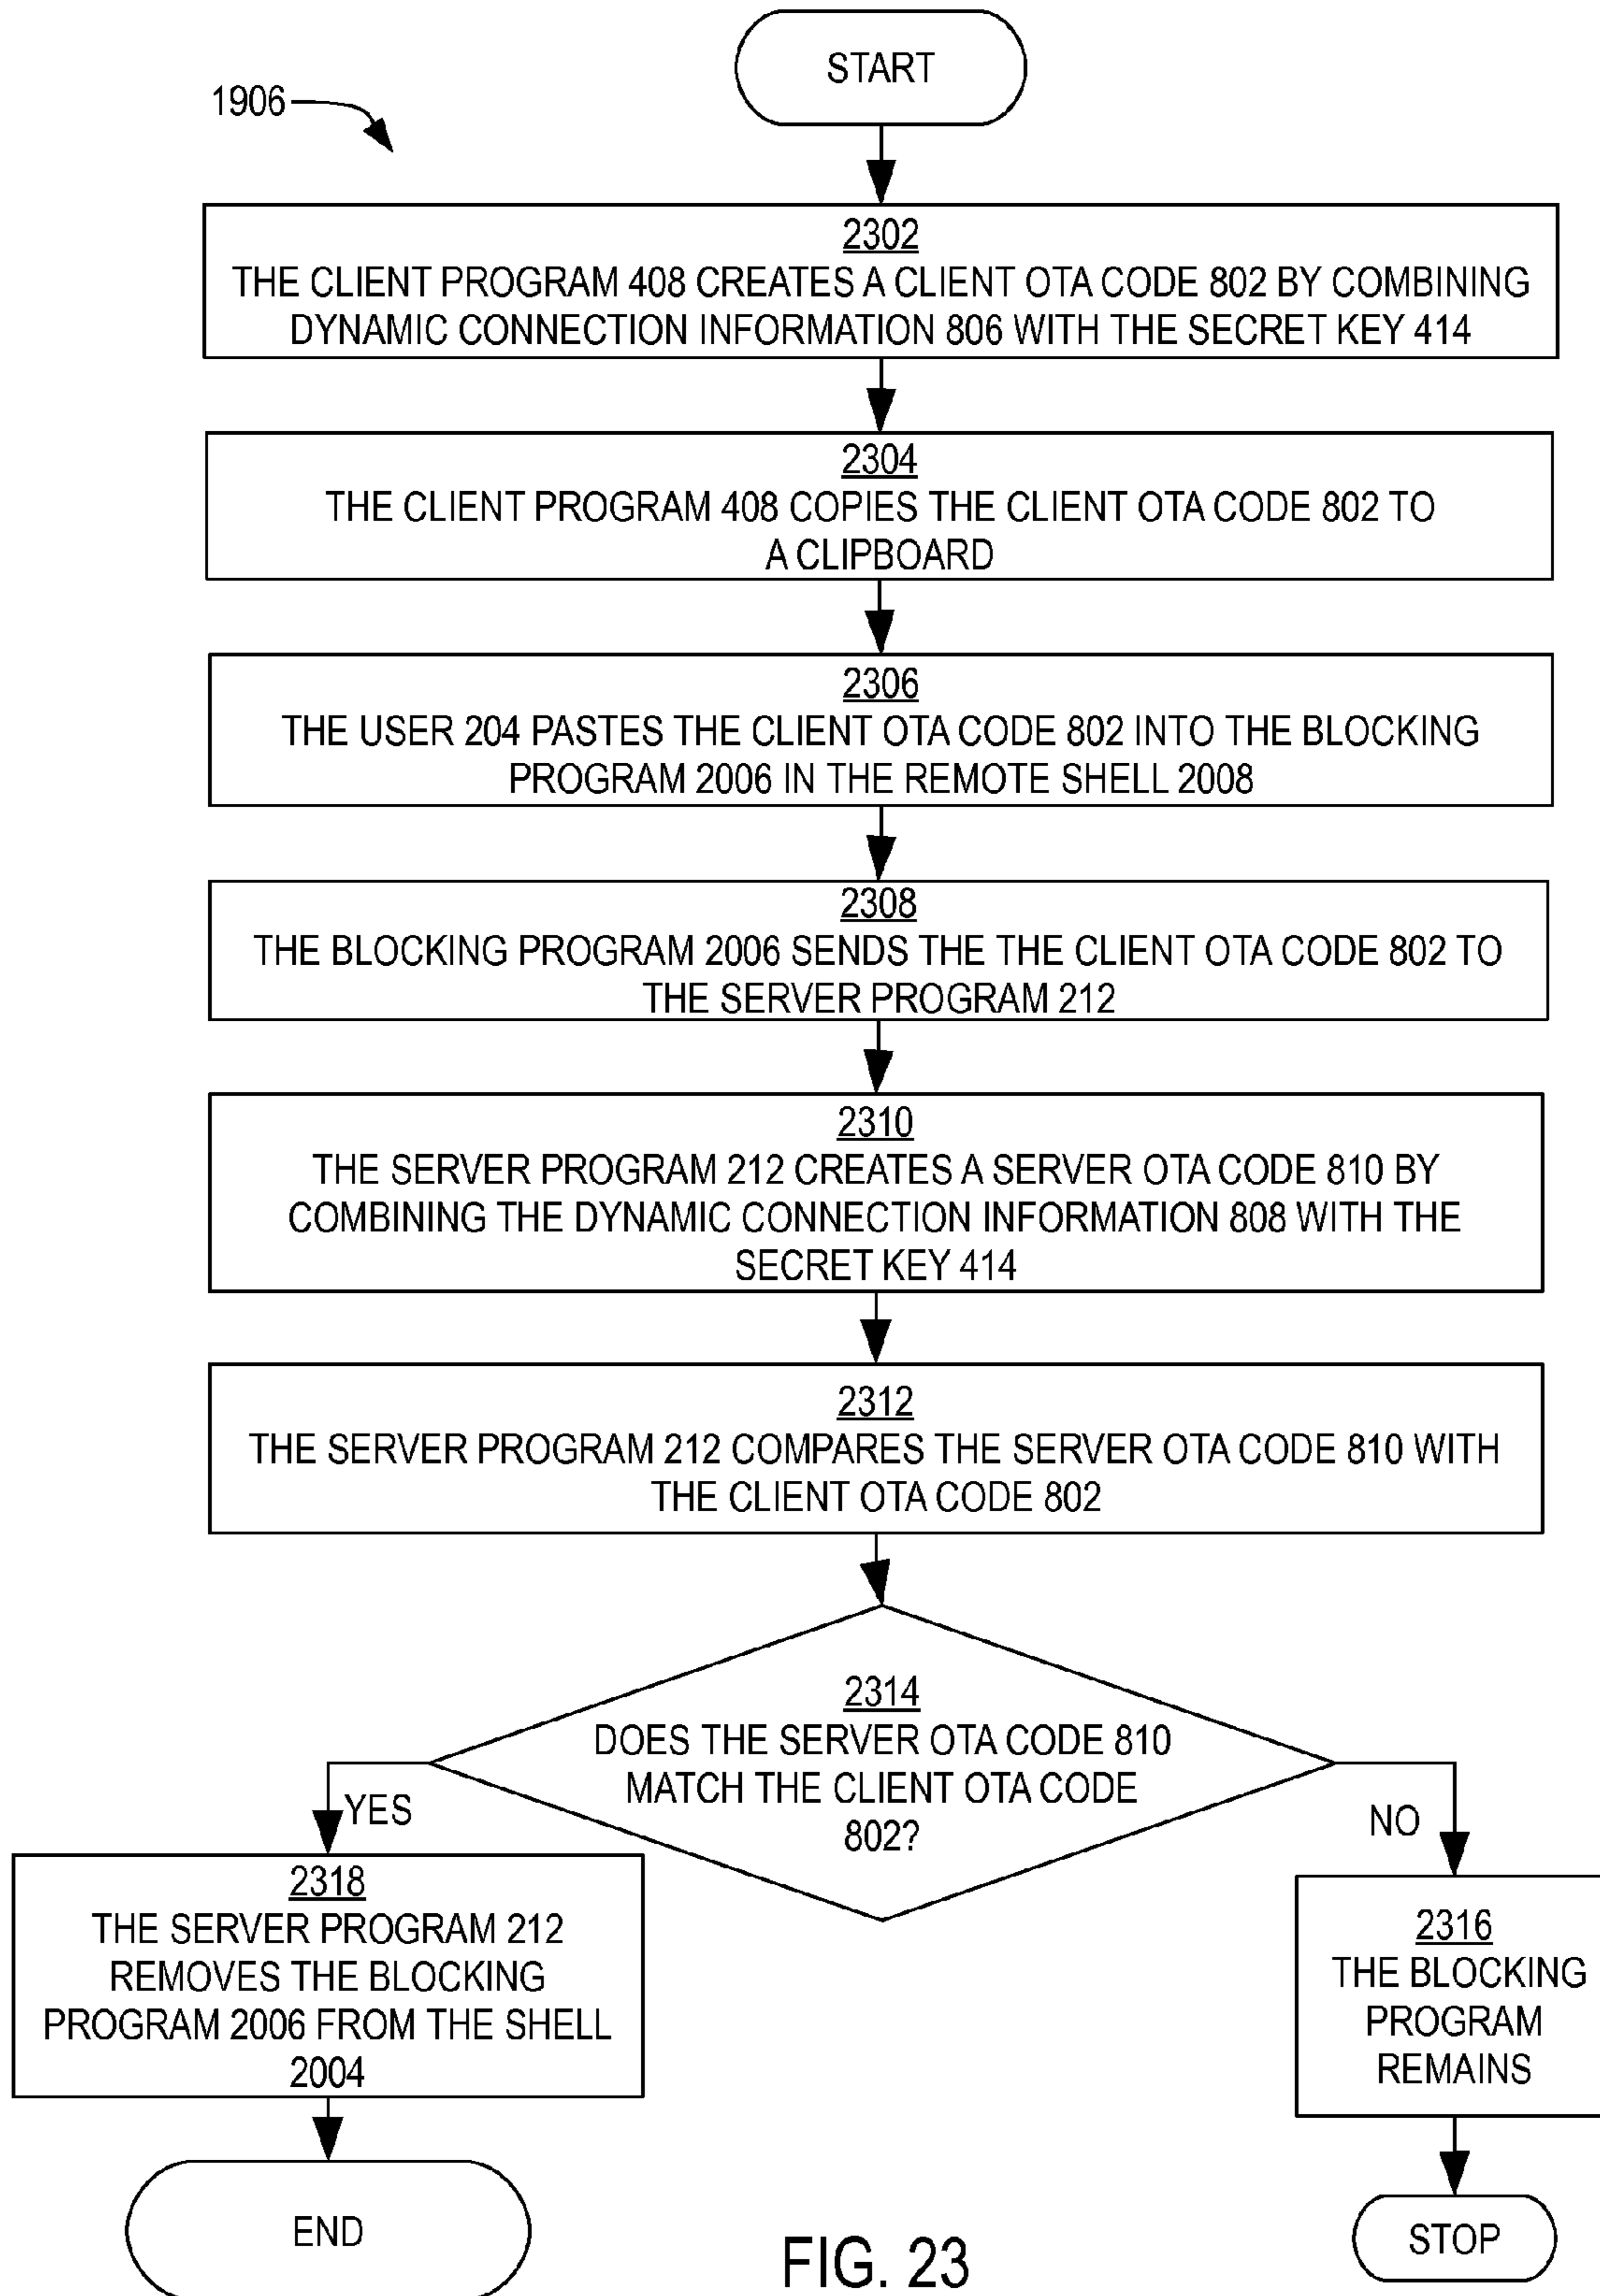 START
1906
2302
THE CLIENT PROGRAM 408 CREATES A CLIENT OTA CODE 802 BY COMBINING
DYNAMIC CONNECTION INFORMATION 806 WITH THE SECRET KEY 414
2304
THE CLIENT PROGRAM 408 COPIES THE CLIENT OTA CODE 802 TO
A CLIPBOARD
2306
THE USER 204 PASTES THE CLIENT OTA CODE 802 INTO THE BLOCKING
PROGRAM 2006 IN THE REMOTE SHELL 2008
2308
THE BLOCKING PROGRAM 2006 SENDS THE THE CLIENT OTA CODE 802 TO
THE SERVER PROGRAM 212
2310
THE SERVER PROGRAM 212 CREATES A SERVER OTA CODE 810 BY
COMBINING THE DYNAMIC CONNECTION INFORMATION 808 WITH THE
SECRET KEY 414
2312
THE SERVER PROGRAM 212 COMPARES THE SERVER OTA CODE 810 WITH
THE CLIENT OTA CODE 802
2314
DOES THE SERVER OTA CODE 810
MATCH THE CLIENT OTA CODE
802?
YES
NO
2318
THE SERVER PROGRAM 212
REMOVES THE BLOCKING
PROGRAM 2006 FROM THE SHELL
2004
2316
THE BLOCKING
PROGRAM
REMAINS
END
STOP
FIG. 23